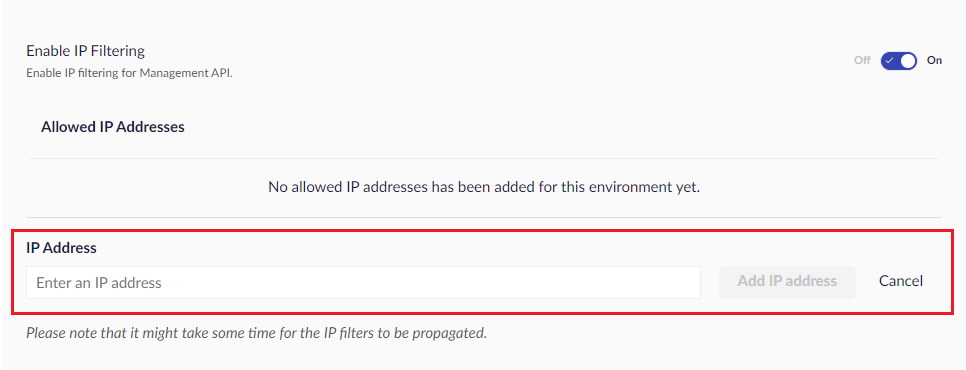 Enable IP Filtering
Enable IP filtering for Management API.
Off On
Allowed IP Addresses
No allowed IP addresses has been added for this environment yet.
IP Address
Enter an IP address Add IP address Cancel
Please note that it might take some time for the IP filters to be propagated.